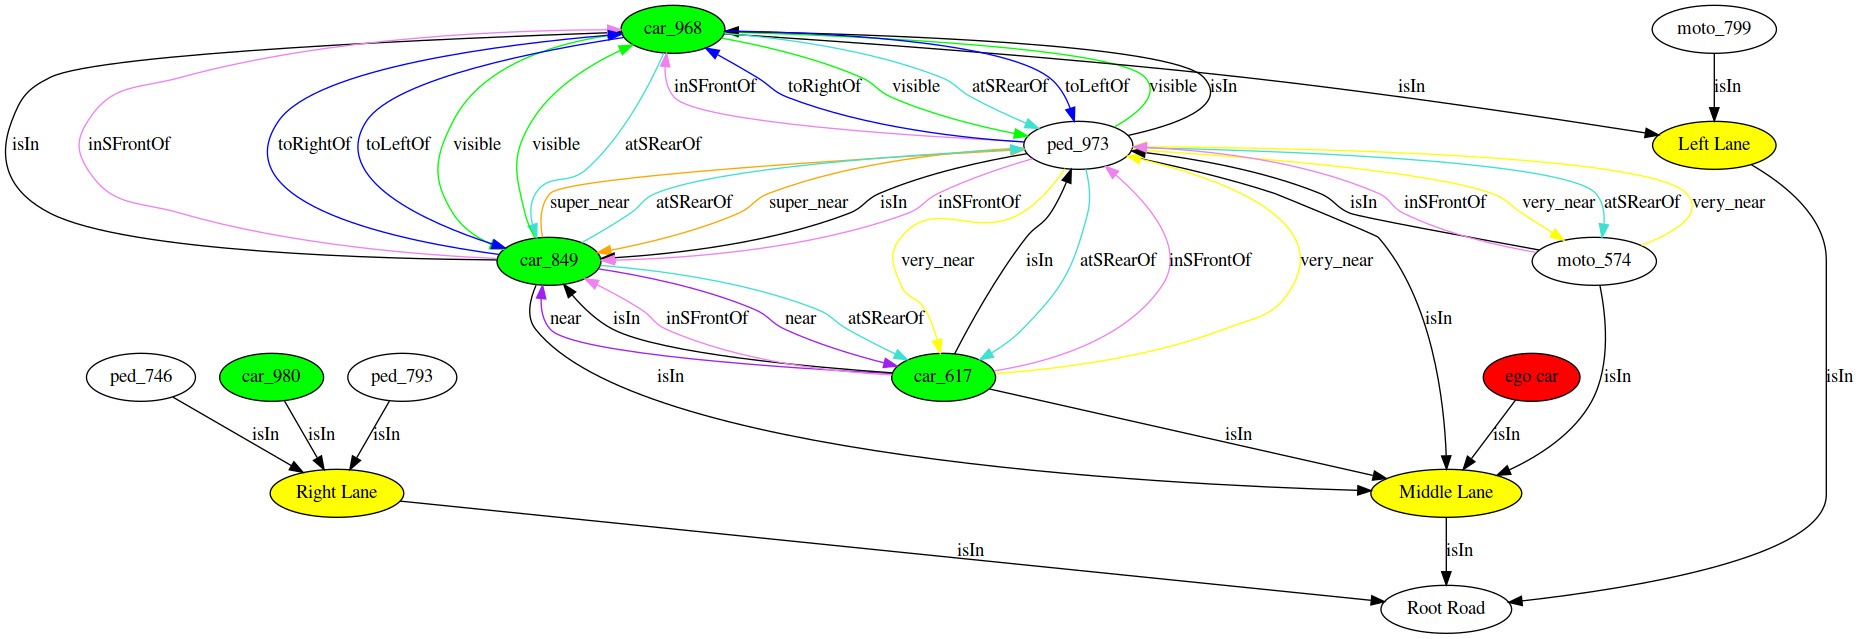 car_968
moto_799
isIn
inSFrontOf
toRightOf
toLeftOf
visible
visible
atSRearOf
inSFrontOf
toRightOf
visible
atSRearOf
toLeftOf
visible
isIn
isIn
isIn
ped_973
Left Lane
super_near
atSRearOf
super_near
isIn
inSFrontOf
isIn
inSFrontOf
very_near
atSRearOf
very_near
car_849
very_near
isIn
atSRearOf
inSFrontOf
very_near
moto_574
near
isIn
inSFrontOf
near
atSRearOf
isIn
ped_746
car_980
ped_793
isIn
car_617
ego car
isIn
isIn
isIn
isIn
isIn
isIn
isIn
Right Lane
Middle Lane
isIn
isIn
Root Road